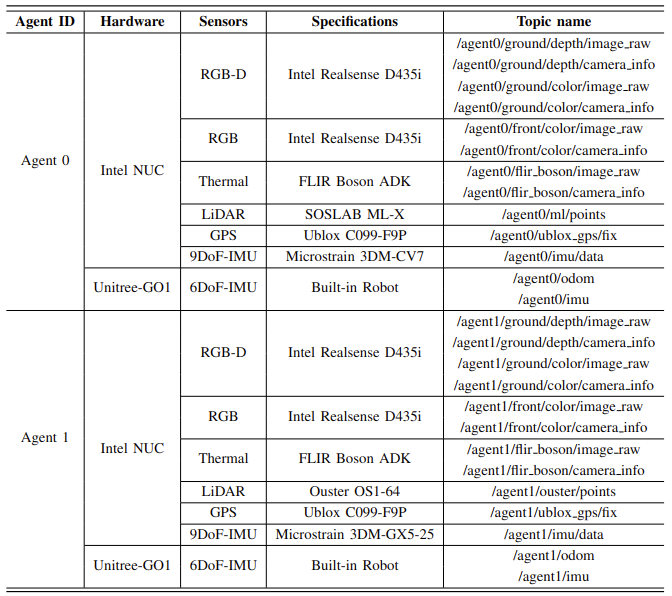 Agent ID Hardware Sensors Specifications Topic name
/agent0/ground/depth/image_raw
/agent0/ground/depth/camera_info
RGB-D Intel Realsense D435i
/agent0/ground/color/image_raw
/agent0/ground/color/camera_info
/agent0/front/color/image_raw
RGB Intel Realsense D435i
/agent0/front/color/camera_info
Agent 0 Intel NUC
/agent0/flir_boson/image_raw
Thermal FLIR Boson ADK
/agent0/flir_boson/camera_info
LiDAR SOSLAB ML-X /agent0/ml/points
GPS Ublox C099-F9P /agent0/ublox_gps/fix
9DoF-IMU Microstrain 3DM-CV7 /agent0/imu/data
/agent0/odom
Unitree-GO1 6DoF-IMU Built-in Robot
/agent0/imu
/agent1/ground/depth/image_raw
/agent1/ground/depth/camera_info
RGB-D Intel Realsense D435i
/agent1/ground/color/image_raw
/agent1/ground/color/camera_info
/agent1/front/color/image_raw
RGB Intel Realsense D435i
/agent1/front/color/camera_info
Agent 1 Intel NUC
/agent1/flir_boson/image_raw
Thermal FLIR Boson ADK
/agent1/flir_boson/camera_info
LiDAR Ouster OS1-64 /agent1/ouster/points
GPS Ublox C099-F9P /agent1/ublox_gps/fix
9DoF-IMU Microstrain 3DM-GX5-25 /agent1/imu/data
/agent1/odom
Unitree-GO1 6DoF-IMU Built-in Robot
/agent1/imu